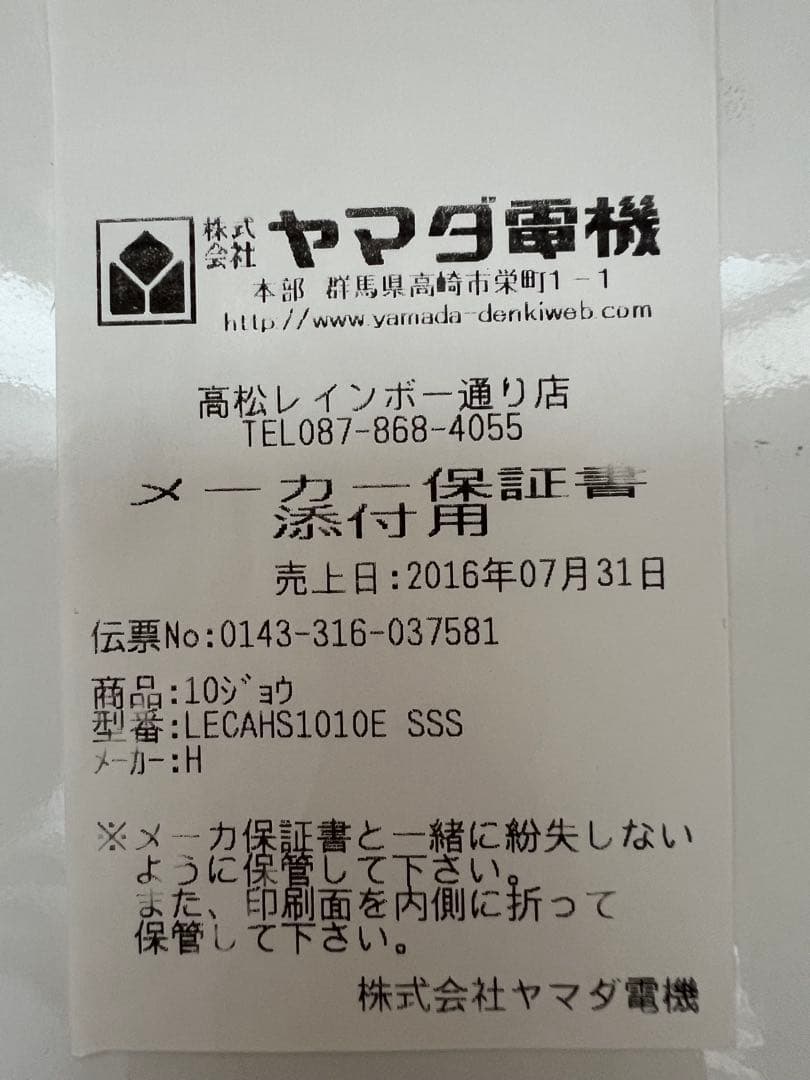 株式会社 ヤマダ電機
本部 群馬県高崎市栄町1-1
http://www.yamada-denkiweb.com
高松レインボー通り店
TEL087-868-4055
メーカー保証書
添付用
売上日:2016年07月31日
伝票No:0143-316-037581
商品:10ｼﾞｮｳ
型番:LECAHS1010E SSS
ﾒｰｶｰ:H
※メーカ保証書と一緒に紛失しない
ように保管して下さい。
また、印刷面を内側に折って
保管して下さい。
株式会社ヤマダ電機